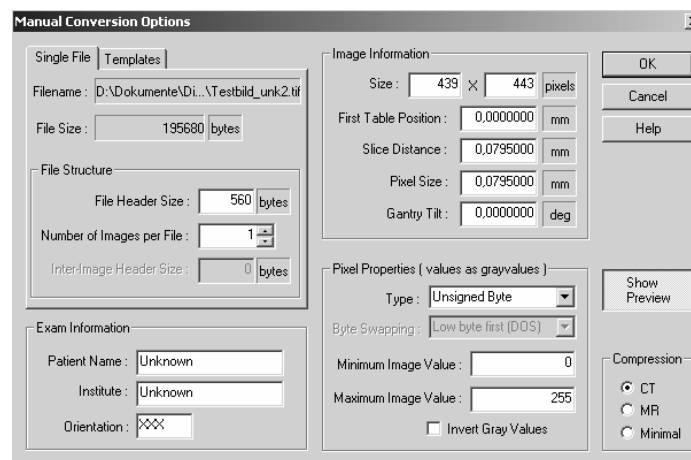 Manual Conversion Options
Single File
Templates
Filename : D:\Dokumente\Di...\Testbild_unk2.tif
File Size : 195680 bytes
File Structure
File Header Size : 560 bytes
Number of Images per File : 1
Inter-Image Header Size : 0 bytes
Exam Information
Patient Name : Unknown
Institute : Unknown
Orientation : XXX
Image Information
Size : 439 X 443 pixels
First Table Position : 0,0000000 mm
Slice Distance : 0,0795000 mm
Pixel Size : 0,0795000 mm
Gantry Tilt : 0,0000000 deg
Pixel Properties ( values as grayvalues )
Type : Unsigned Byte
Byte Swapping : Low byte first (DOS)
Minimum Image Value : 0
Maximum Image Value : 255
Invert Gray Values
OK
Cancel
Help
Show
Preview
Compression
CT
MR
Minimal